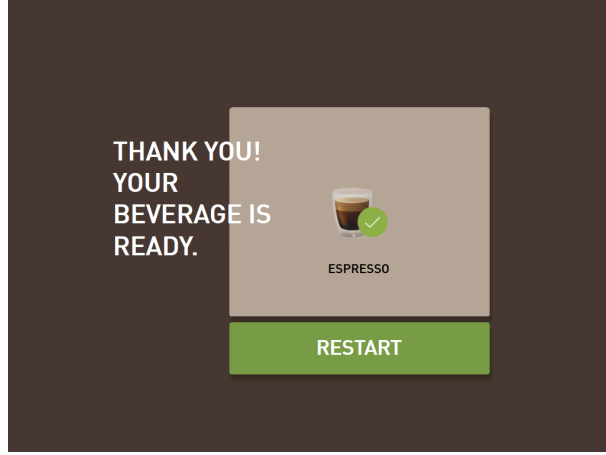 THANK YOU!
YOUR
BEVERAGE IS
READY.
ESPRESSO
RESTART